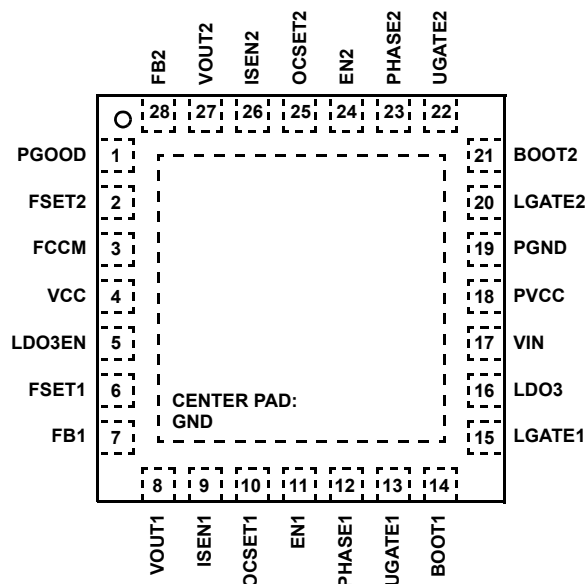 FB2
VOUT2
ISEN2
OCSET2
EN2
PHASE2
UGATE2
28
27
26
25
24
23
22
PGOOD 1
FSET2 2
FCCM 3
VCC 4
LDO3EN 5
FSET1 6
FB1 7
21 BOOT2
20 LGATE2
19 PGND
18 PVCC
17 VIN
16 LDO3
15 LGATE1
CENTER PAD:
GND
8
9
10
11
12
13
14
VOUT1
ISEN1
OCSET1
EN1
PHASE1
UGATE1
BOOT1